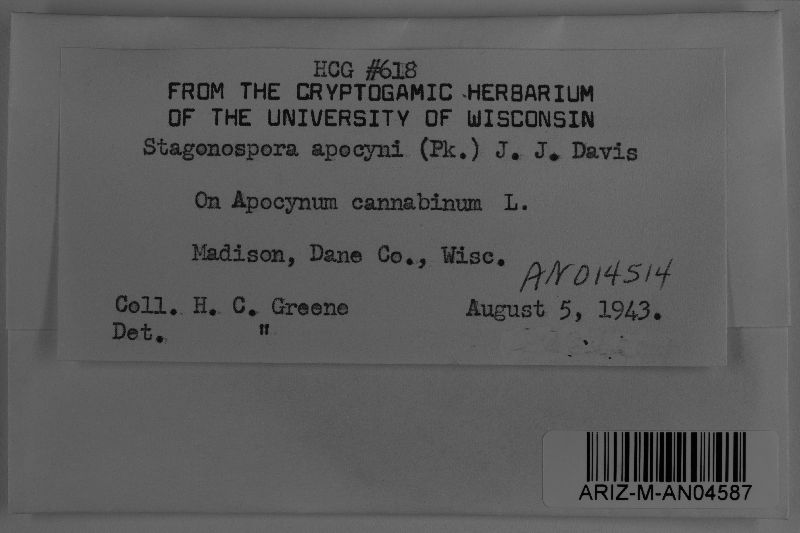 HCG #618
FROM THE CRYPTOGAMIC HERBARIUM
OF THE UNIVERSITY OF WISCONSIN
Stagonospora apocyni (Pk.) J. J. Davis
On Apocynum cannabinum L.
Madison, Dane Co., Wisc.
AN014514
Coll. H. C. Greene August 5, 1943.
Det. "
ARIZ-M-AN04587